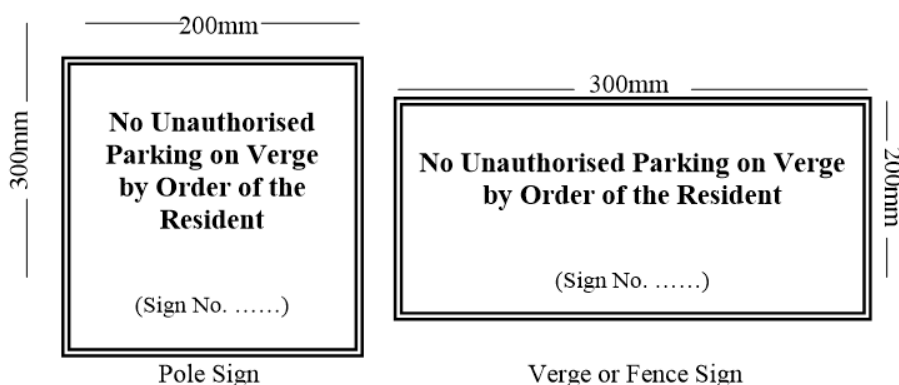 200mm
300mm
No Unauthorised
Parking on Verge
by Order of the
Resident
(Sign No. ……)
Pole Sign
300mm
200mm
No Unauthorised Parking on Verge
by Order of the Resident
(Sign No. ……)
Verge or Fence Sign